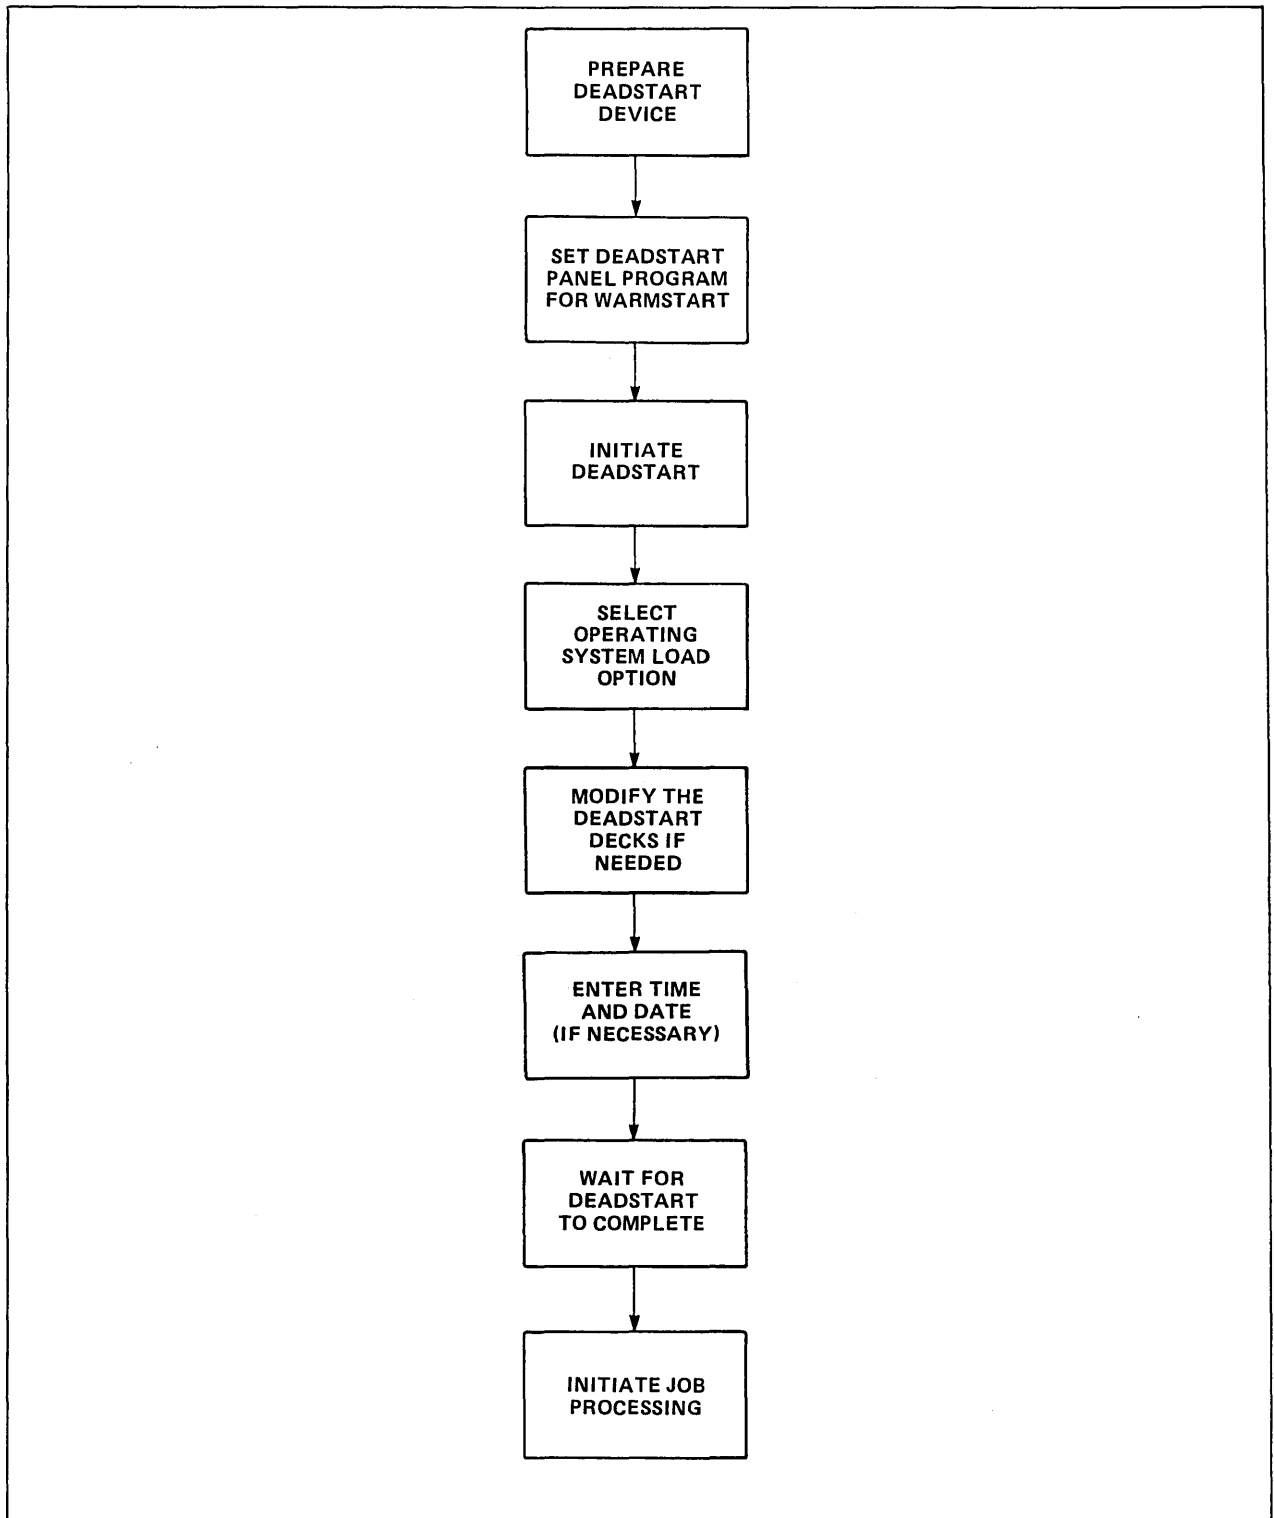 PREPARE
DEADSTART
DEVICE
SET DEADSTART
PANEL PROGRAM
FOR WARMSTART
INITIATE
DEADSTART
SELECT
OPERATING
SYSTEM LOAD
OPTION
MODIFY THE
DEADSTART
DECKS IF
NEEDED
ENTER TIME
AND DATE
(IF NECESSARY)
WAIT FOR
DEADSTART
TO COMPLETE
INITIATE JOB
PROCESSING